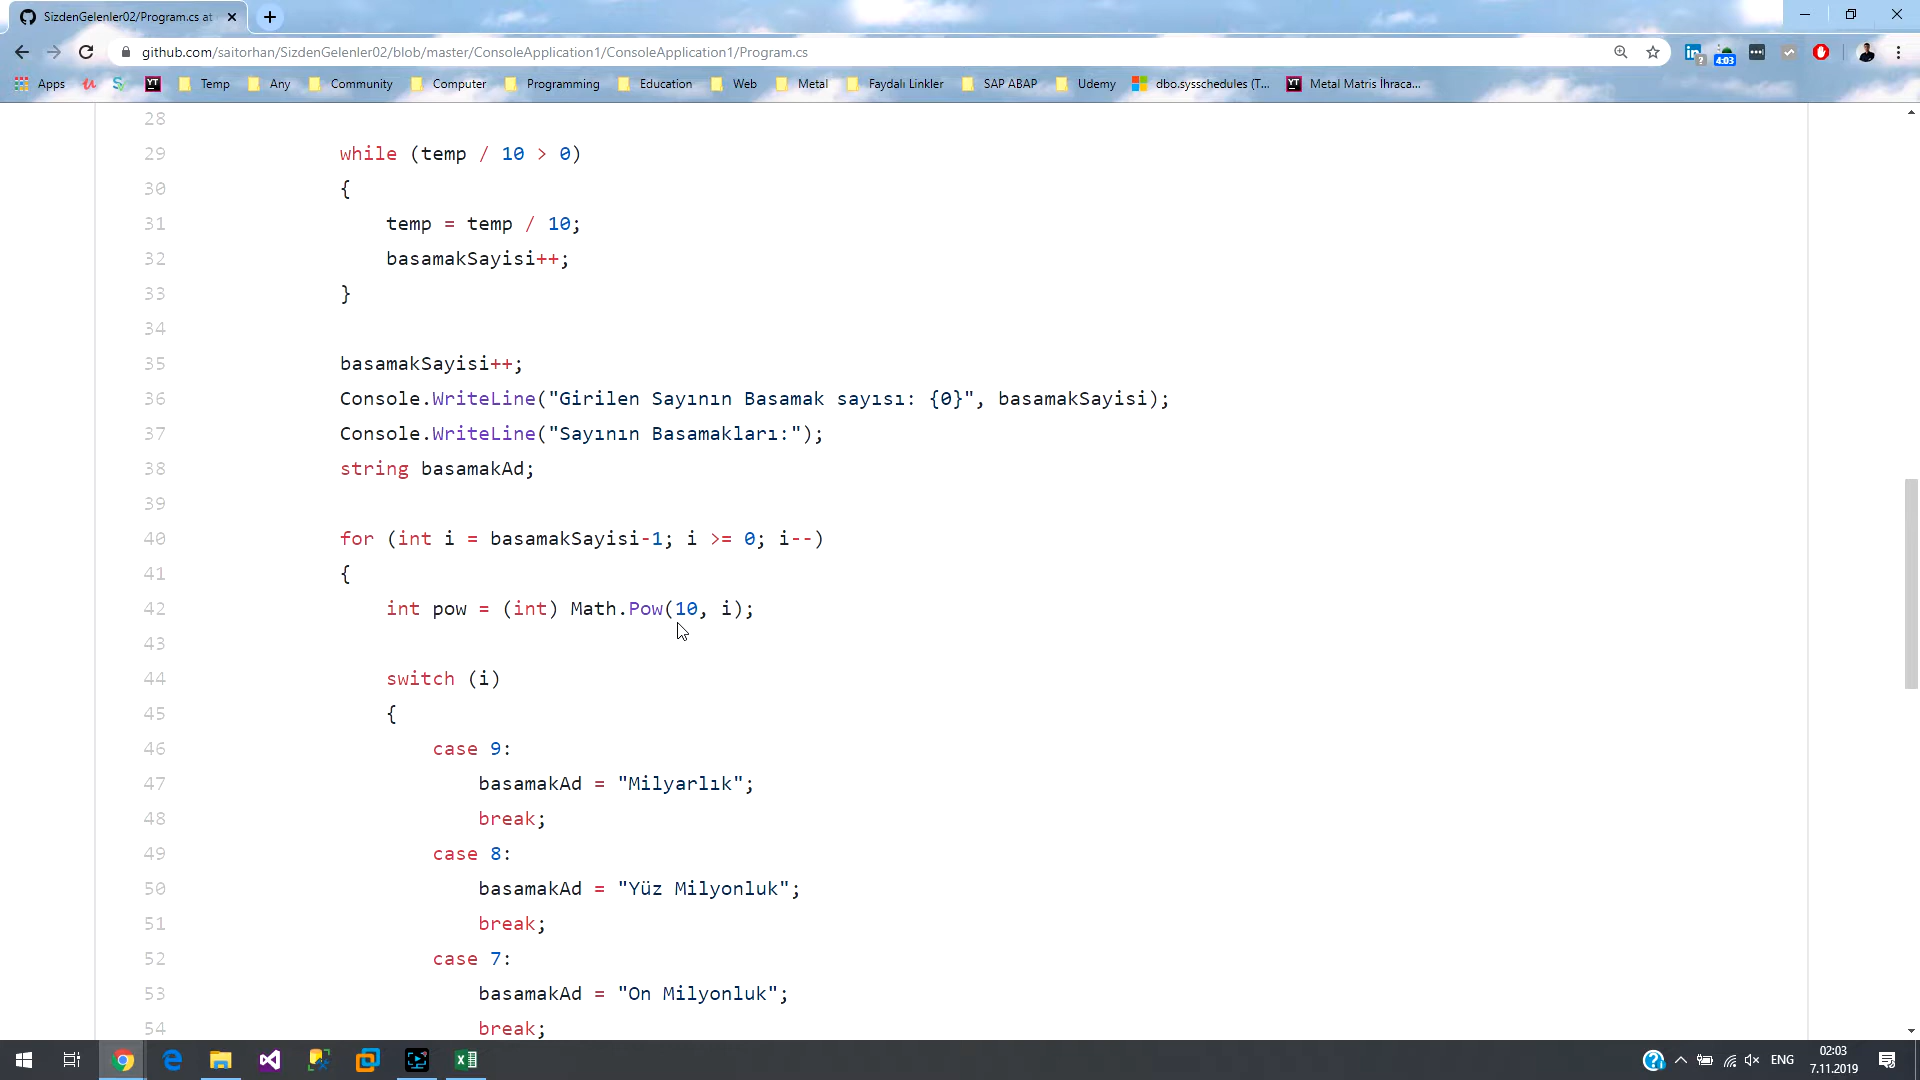 SizdenGelenler02/Program.cs at
github.com/saitorhan/SizdenGelenler02/blob/master/ConsoleApplication1/ConsoleApplication1/Program.cs
4:03
Apps
YT
Temp
Any
Community
Computer
Programming
Education
Web
Metal
Faydalı Linkler
SAP ABAP
Udemy
dbo.sysschedules (T...
YT
Metal Matris İhraca...
28
29 while (temp / 10 > 0)
30 {
31 temp = temp / 10;
32 basamakSayisi++;
33 }
34
35 basamakSayisi++;
36 Console.WriteLine("Girilen Sayının Basamak sayısı: {0}", basamakSayisi);
37 Console.WriteLine("Sayının Basamakları:");
38 string basamakAd;
39
40 for (int i = basamakSayisi-1; i >= 0; i--)
41 {
42 int pow = (int) Math.Pow(10, i);
43
44 switch (i)
45 {
46 case 9:
47 basamakAd = "Milyarlık";
48 break;
49 case 8:
50 basamakAd = "Yüz Milyonluk";
51 break;
52 case 7:
53 basamakAd = "On Milyonluk";
54 break;
ENG
02:03
7.11.2019